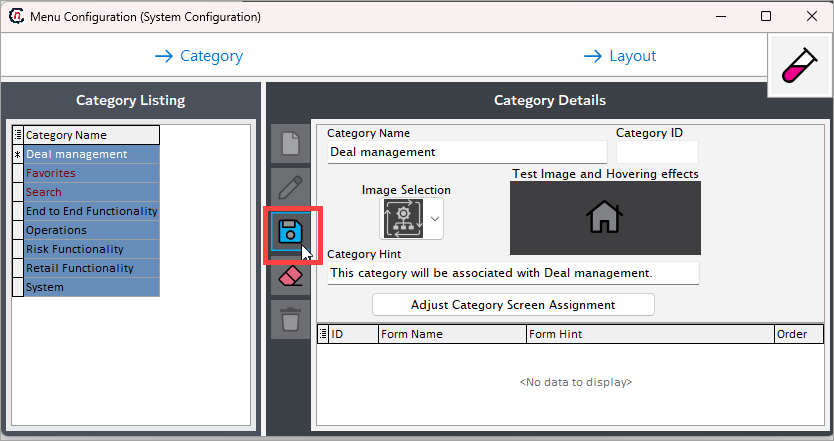 Menu Configuration (System Configuration)
Category
Layout
Category Listing
Category Name
Deal management
Favorites
Search
End to End Functionality
Operations
Risk Functionality
Retail Functionality
System
Category Details
Category Name
Category ID
Deal management
Image Selection
Test Image and Hovering effects
Category Hint
This category will be associated with Deal management.
Adjust Category Screen Assignment
ID Form Name Form Hint Order
<No data to display>